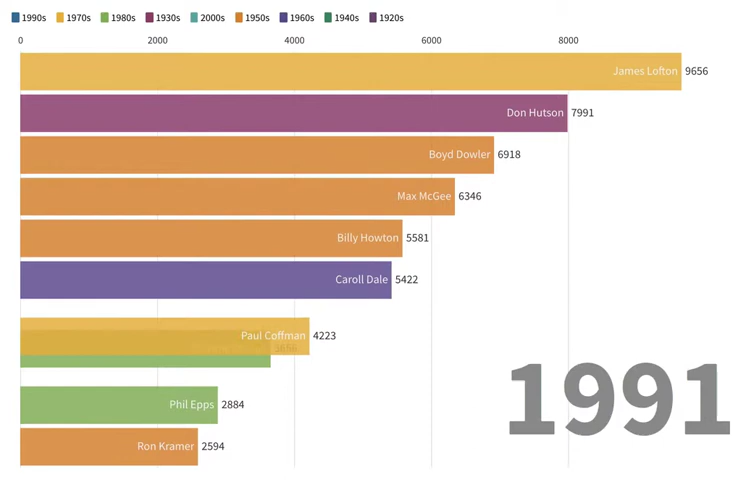 1990s 1970s 1980s 1930s 2000s 1950s 1960s 1940s 1920s
0 2000 4000 6000 8000
James Lofton 9656
Don Hutson 7991
Boyd Dowler 6918
Max McGee 6346
Billy Howton 5581
Caroll Dale 5422
Paul Coffman 4223
Phil Epps 2884
Ron Kramer 2594
1991